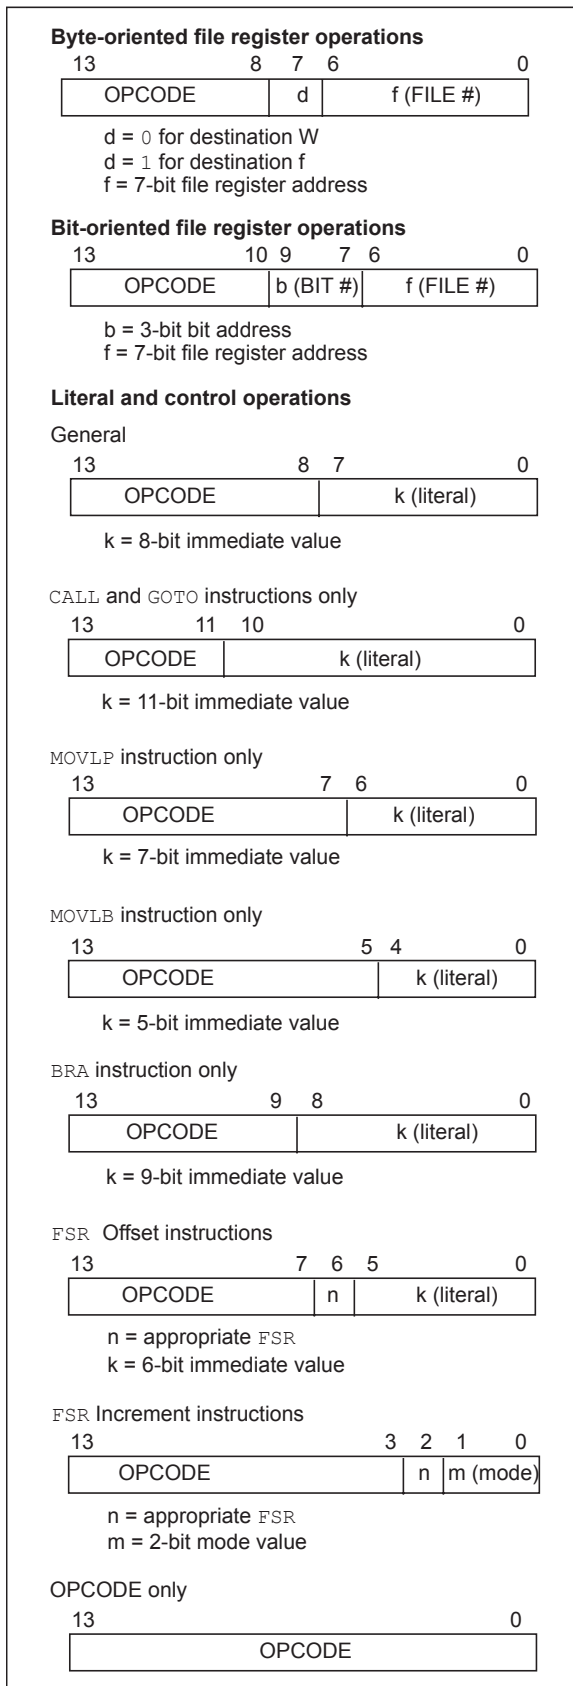 Byte-oriented file register operations
13 8 7 6 0
OPCODE d f (FILE #)
d = 0 for destination W
d = 1 for destination f
f = 7-bit file register address
Bit-oriented file register operations
13 10 9 7 6 0
OPCODE b (BIT #) f (FILE #)
b = 3-bit bit address
f = 7-bit file register address
Literal and control operations
General
13 8 7 0
OPCODE k (literal)
k = 8-bit immediate value
CALL and GOTO instructions only
13 11 10 0
OPCODE k (literal)
k = 11-bit immediate value
MOVLP instruction only
13 7 6 0
OPCODE k (literal)
k = 7-bit immediate value
MOVLB instruction only
13 5 4 0
OPCODE k (literal)
k = 5-bit immediate value
BRA instruction only
13 9 8 0
OPCODE k (literal)
k = 9-bit immediate value
FSR Offset instructions
13 7 6 5 0
OPCODE n k (literal)
n = appropriate FSR
k = 6-bit immediate value
FSR Increment instructions
13 3 2 1 0
OPCODE n m (mode)
n = appropriate FSR
m = 2-bit mode value
OPCODE only
13 0
OPCODE